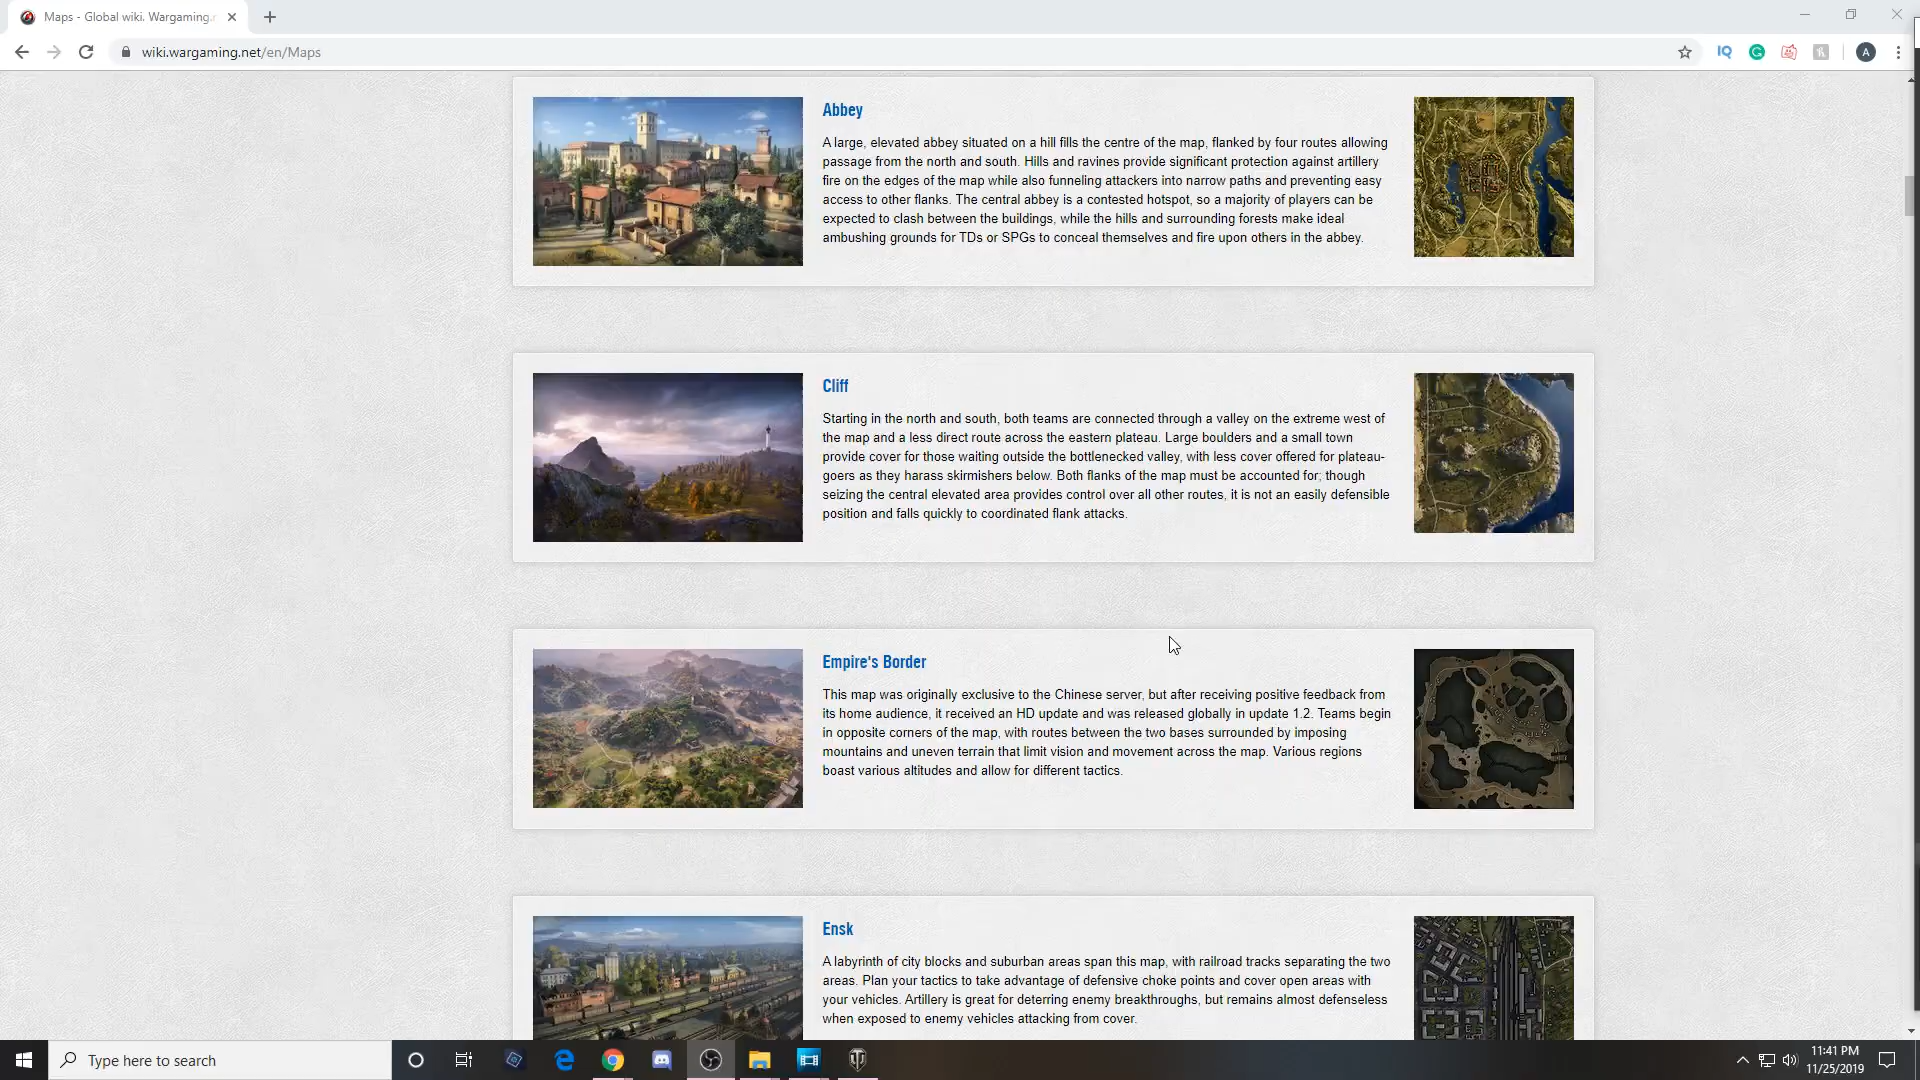 Maps - Global wiki. Wargaming.r
wiki.wargaming.net/en/Maps
IQ
A
Abbey
A large, elevated abbey situated on a hill fills the centre of the map, flanked by four routes allowing
passage from the north and south. Hills and ravines provide significant protection against artillery
fire on the edges of the map while also funneling attackers into narrow paths and preventing easy
access to other flanks. The central abbey is a contested hotspot, so a majority of players can be
expected to clash between the buildings, while the hills and surrounding forests make ideal
ambushing grounds for TDs or SPGs to conceal themselves and fire upon others in the abbey.
Cliff
Starting in the north and south, both teams are connected through a valley on the extreme west of
the map and a less direct route across the eastern plateau. Large boulders and a small town
provide cover for those waiting outside the bottlenecked valley, with less cover offered for plateau-
goers as they harass skirmishers below. Both flanks of the map must be accounted for; though
seizing the central elevated area provides control over all other routes, it is not an easily defensible
position and falls quickly to coordinated flank attacks.
Empire's Border
This map was originally exclusive to the Chinese server, but after receiving positive feedback from
its home audience, it received an HD update and was released globally in update 1.2. Teams begin
in opposite corners of the map, with routes between the two bases surrounded by imposing
mountains and uneven terrain that limit vision and movement across the map. Various regions
boast various altitudes and allow for different tactics.
Ensk
A labyrinth of city blocks and suburban areas span this map, with railroad tracks separating the two
areas. Plan your tactics to take advantage of defensive choke points and cover open areas with
your vehicles. Artillery is great for deterring enemy breakthroughs, but remains almost defenseless
when exposed to enemy vehicles attacking from cover.
Type here to search
11:41 PM
11/25/2019